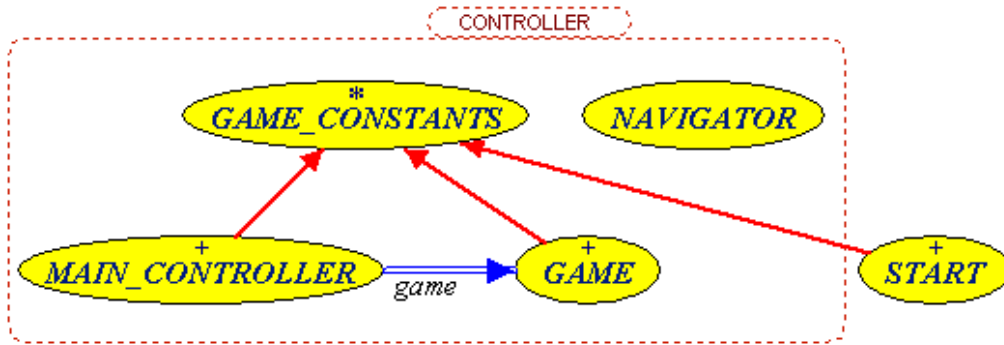 CONTROLLER
*
GAME_CONSTANTS
NAVIGATOR
+
MAIN_CONTROLLER
game
+
GAME
+
START